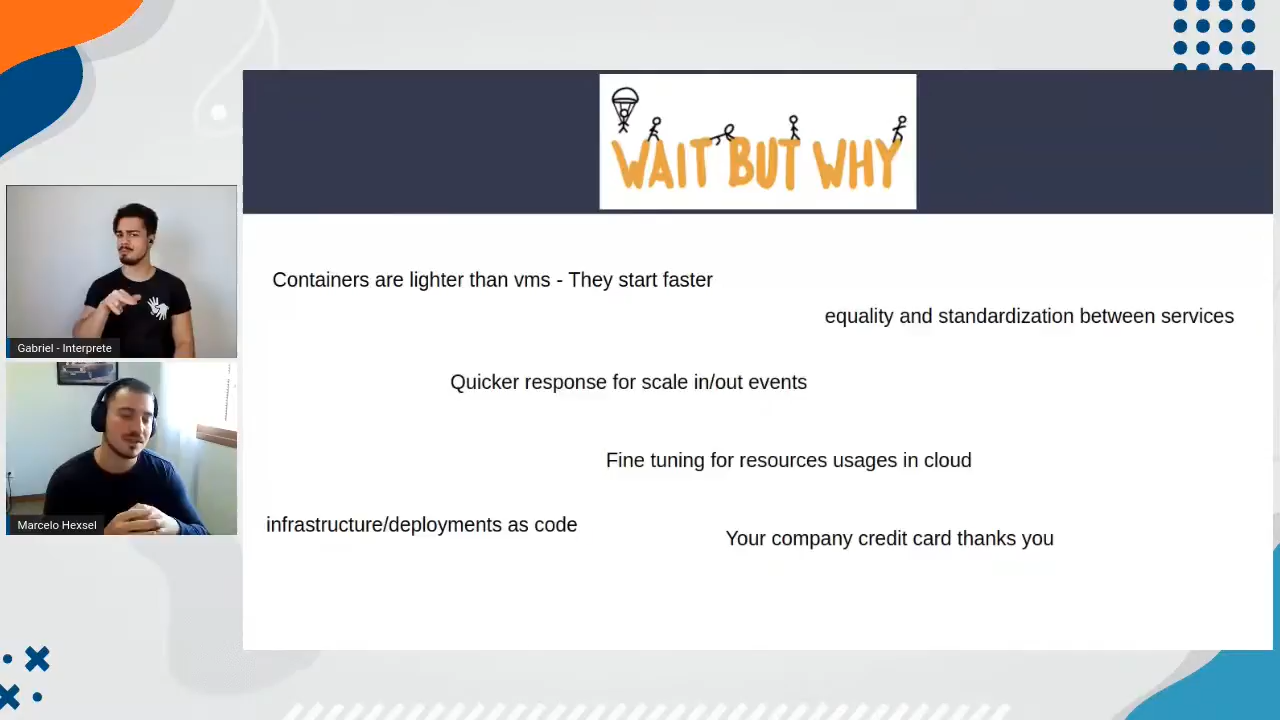 WAIT BUT WHY
Containers are lighter than vms - They start faster
equality and standardization between services
Quicker response for scale in/out events
Fine tuning for resources usages in cloud
infrastructure/deployments as code
Your company credit card thanks you
Gabriel - Interprete
Marcelo Hexsel